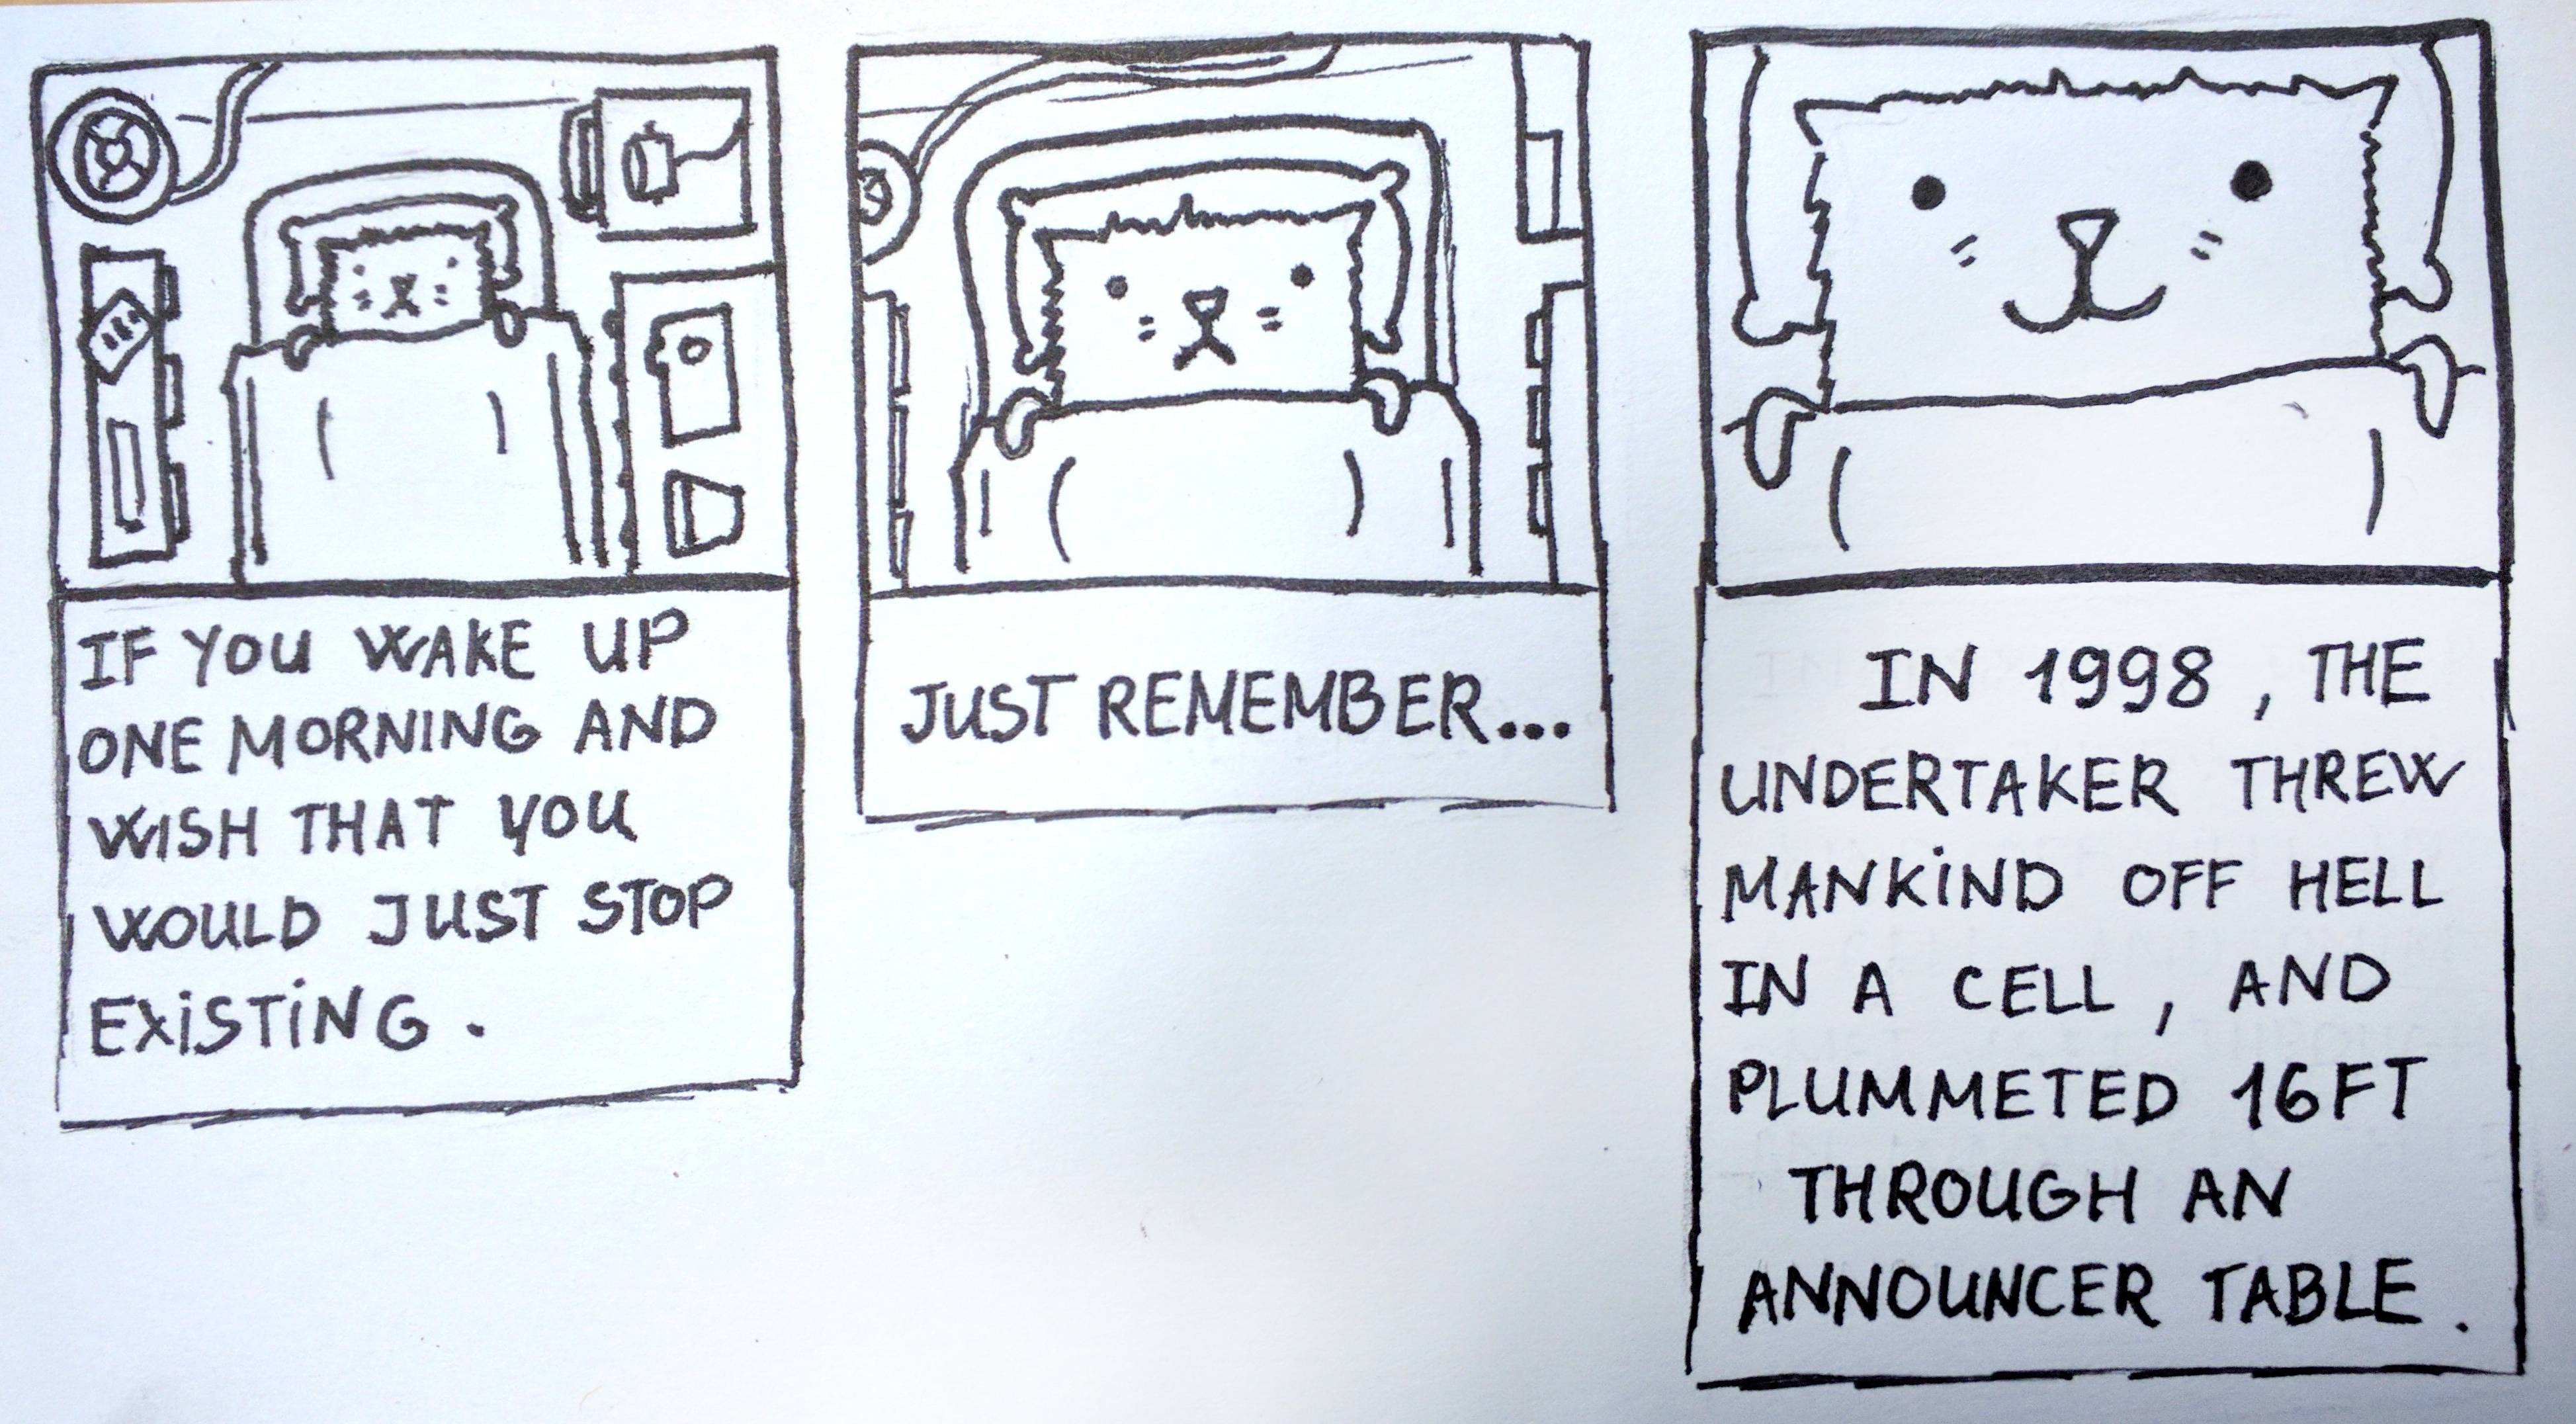 IF YOU WAKE UP
ONE MORNING AND
WISH THAT YOU
WOULD JUST STOP
EXISTING.
JUST REMEMBER...
IN 1998, THE
UNDERTAKER THREW
MANKIND OFF HELL
IN A CELL, AND
PLUMMETED 16FT
THROUGH AN
ANNOUNCER TABLE.